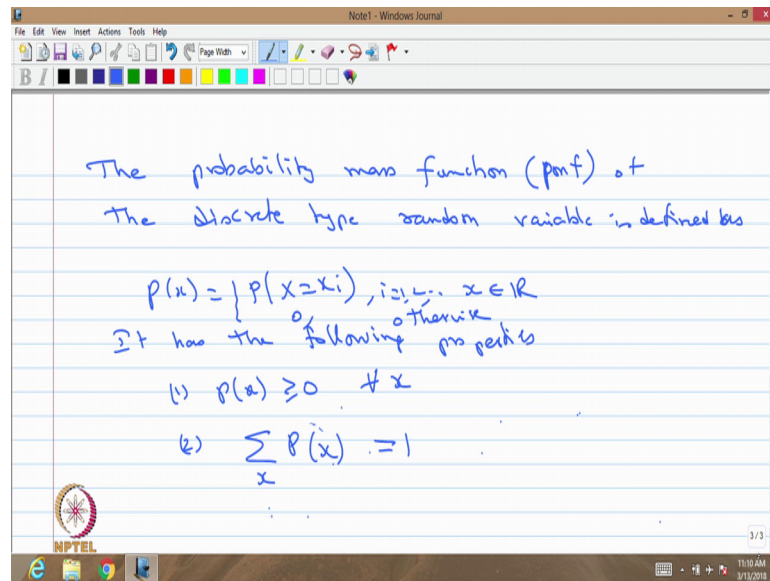 Note1 - Windows Journal
File Edit View Insert Actions Tools Help
Page Width
B I
The probability mass function (pmf) of
the discrete type random variable is defined as
p(x) = { P(X = xi), i=1,2,... x ∈ ℝ
0, otherwise
It has the following properties
(1) p(x) ≥ 0 ∀ x
(2) ∑ P(x) = 1
x
NPTEL
3/3
11:10 AM
3/13/2018